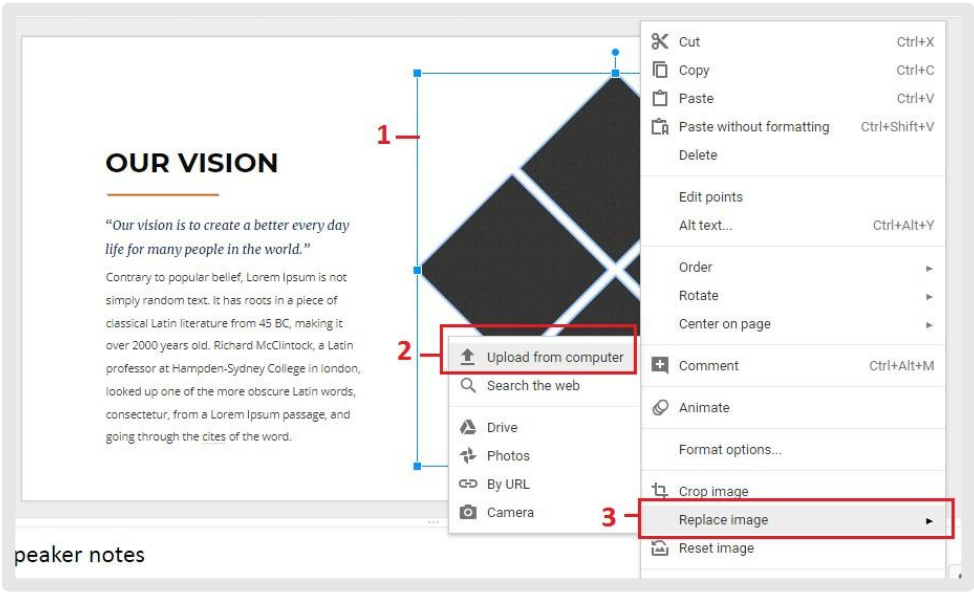 1
OUR VISION
“Our vision is to create a better every day
life for many people in the world.”
Contrary to popular belief, Lorem Ipsum is not
simply random text. It has roots in a piece of
classical Latin literature from 45 BC, making it
over 2000 years old. Richard McClintock, a Latin
professor at Hampden-Sydney College in london,
looked up one of the more obscure Latin words,
consectetur, from a Lorem Ipsum passage, and
going through the cites of the word.
Cut Ctrl+X
Copy Ctrl+C
Paste Ctrl+V
Paste without formatting Ctrl+Shift+V
Delete
Edit points
Alt text... Ctrl+Alt+Y
Order
Rotate
Center on page
Comment Ctrl+Alt+M
Animate
Format options...
Crop image
3 Replace image
Reset image
2 Upload from computer
Search the web
Drive
Photos
By URL
Camera
peaker notes